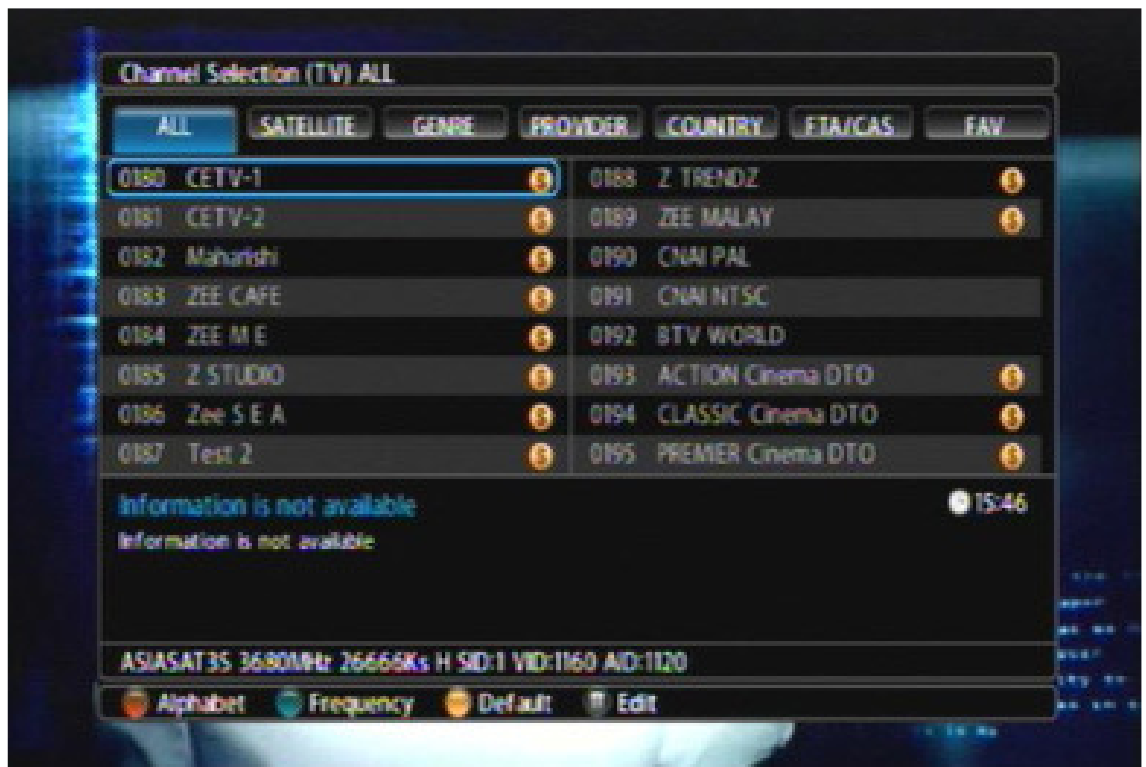 Channel Selection (TV) ALL
ALL SATELLITE GENRE PROVIDER COUNTRY FTA/CAS FAV
0180 CETV-1 $
0181 CETV-2 $
0182 Maharishi $
0183 ZEE CAFE $
0184 ZEE M E $
0185 Z STUDIO $
0186 Zee S E A $
0187 Test 2 $
0188 Z TRENDZ $
0189 ZEE MALAY $
0190 CNAI PAL
0191 CNAI NTSC
0192 BTV WORLD
0193 ACTION Cinema DTO $
0194 CLASSIC Cinema DTO $
0195 PREMIER Cinema DTO $
Information is not available
15:46
Information is not available
ASIASAT3S 3680MHz 26666Ks H SID:1 VID:1160 AID:1120
Alphabet Frequency Default Edit